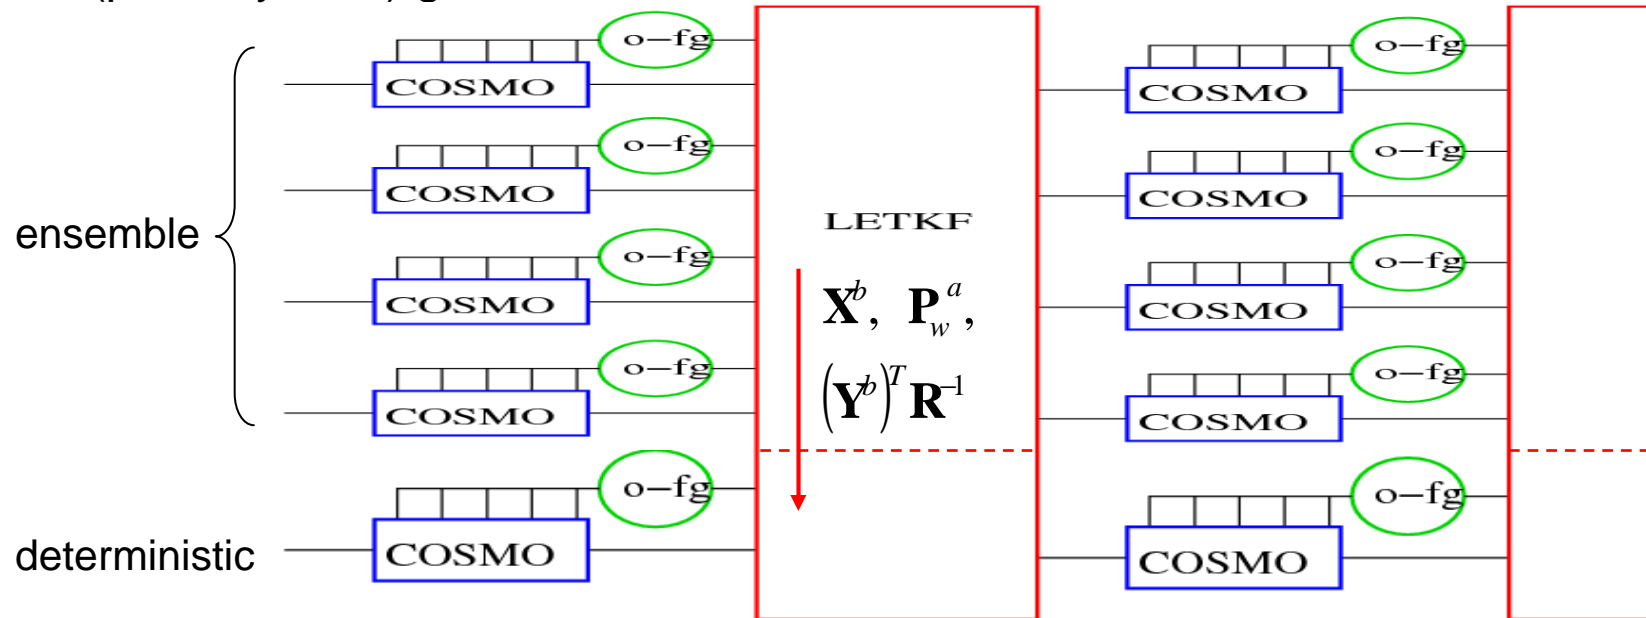 o–fg o–fg
COSMO COSMO
o–fg o–fg
COSMO COSMO
ensemble LETKF
o–fg o–fg
COSMO X^b, P_w^a, COSMO
o–fg (Y^b)^T R^-1 o–fg
COSMO COSMO
o–fg o–fg
deterministic COSMO COSMO